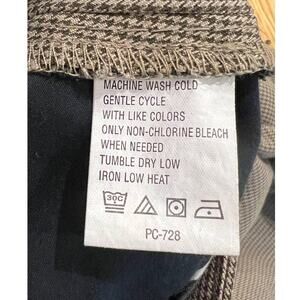 MACHINE WASH COLD
GENTLE CYCLE
WITH LIKE COLORS
ONLY NON-CHLORINE BLEACH
WHEN NEEDED
TUMBLE DRY LOW
IRON LOW HEAT
30C
PC-728